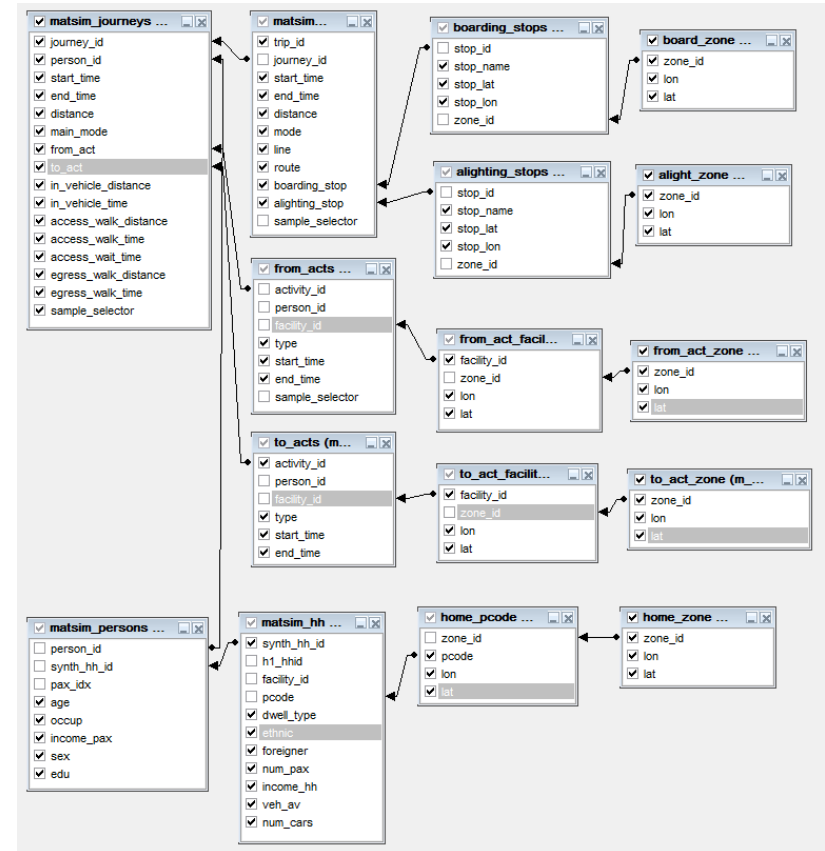 matsim_journeys ...
journey_id
person_id
start_time
end_time
distance
main_mode
from_act
to_act
in_vehicle_distance
in_vehicle_time
access_walk_distance
access_walk_time
access_wait_time
egress_walk_distance
egress_walk_time
sample_selector
matsim...
trip_id
journey_id
start_time
end_time
distance
mode
line
route
boarding_stop
alighting_stop
sample_selector
boarding_stops ...
stop_id
stop_name
stop_lat
stop_lon
zone_id
board_zone ...
zone_id
lon
lat
alighting_stops ...
stop_id
stop_name
stop_lat
stop_lon
zone_id
alight_zone ...
zone_id
lon
lat
from_acts ...
activity_id
person_id
facility_id
type
start_time
end_time
sample_selector
from_act_facil...
facility_id
zone_id
lon
lat
from_act_zone ...
zone_id
lon
lat
to_acts (m...
activity_id
person_id
facility_id
type
start_time
end_time
to_act_facilit...
facility_id
zone_id
lon
lat
to_act_zone (m_...
zone_id
lon
lat
matsim_persons ...
person_id
synth_hh_id
pax_idx
age
occup
income_pax
sex
edu
matsim_hh ...
synth_hh_id
h1_hhid
facility_id
pcode
dwell_type
ethnic
foreigner
num_pax
income_hh
veh_av
num_cars
home_pcode ...
zone_id
pcode
lon
lat
home_zone ...
zone_id
lon
lat